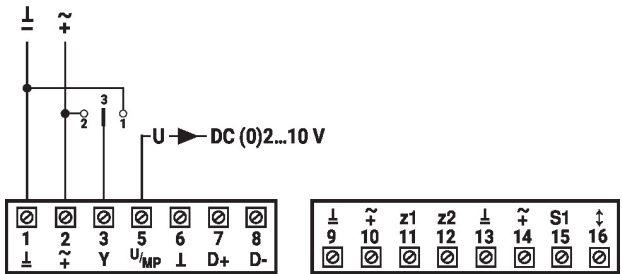 ⊥ ~
– +
3
2 1
U DC (0)2...10 V
1 2 3 5 6 7 8
⊥ ~ Y U/MP ⊥ D+ D-
– +
⊥ ~ z1 z2 ⊥ ~ S1 ↕
– + – +
9 10 11 12 13 14 15 16